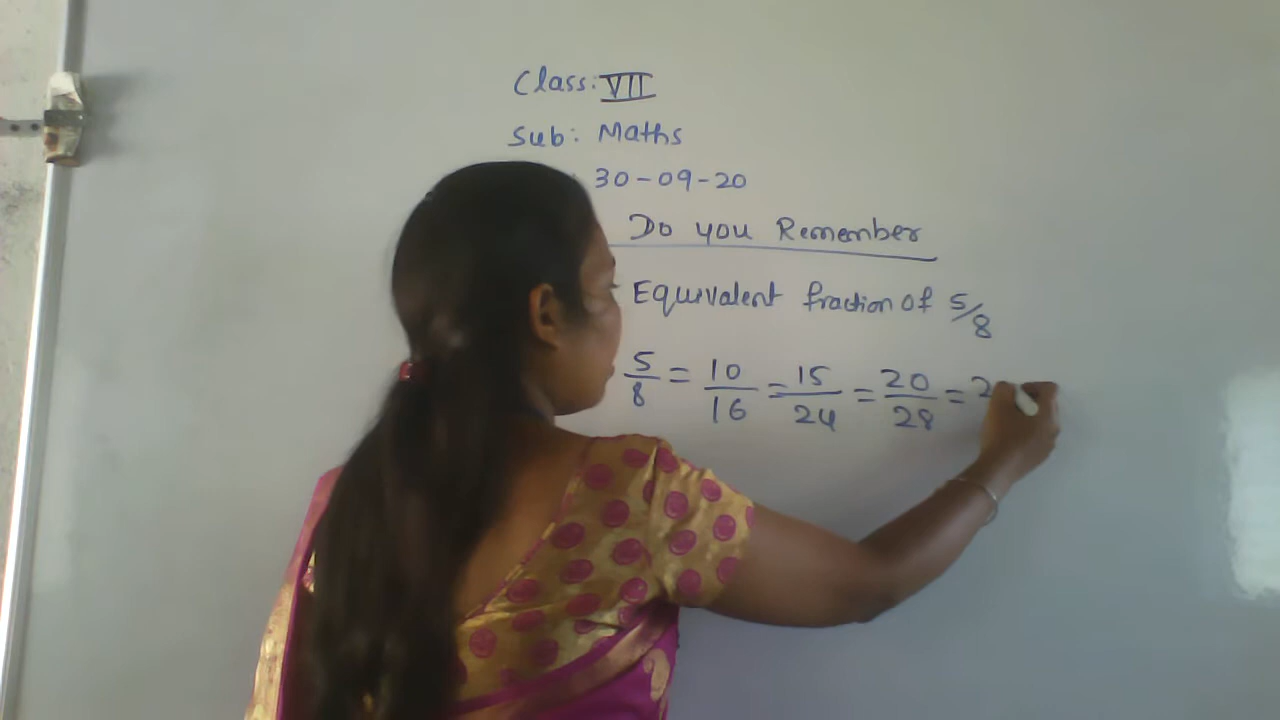 Class: VII
Sub: Maths
30-09-20
Do you Remember
Equivalent fraction of 5/8
5/8 = 10/16 = 15/24 = 20/28 = 2